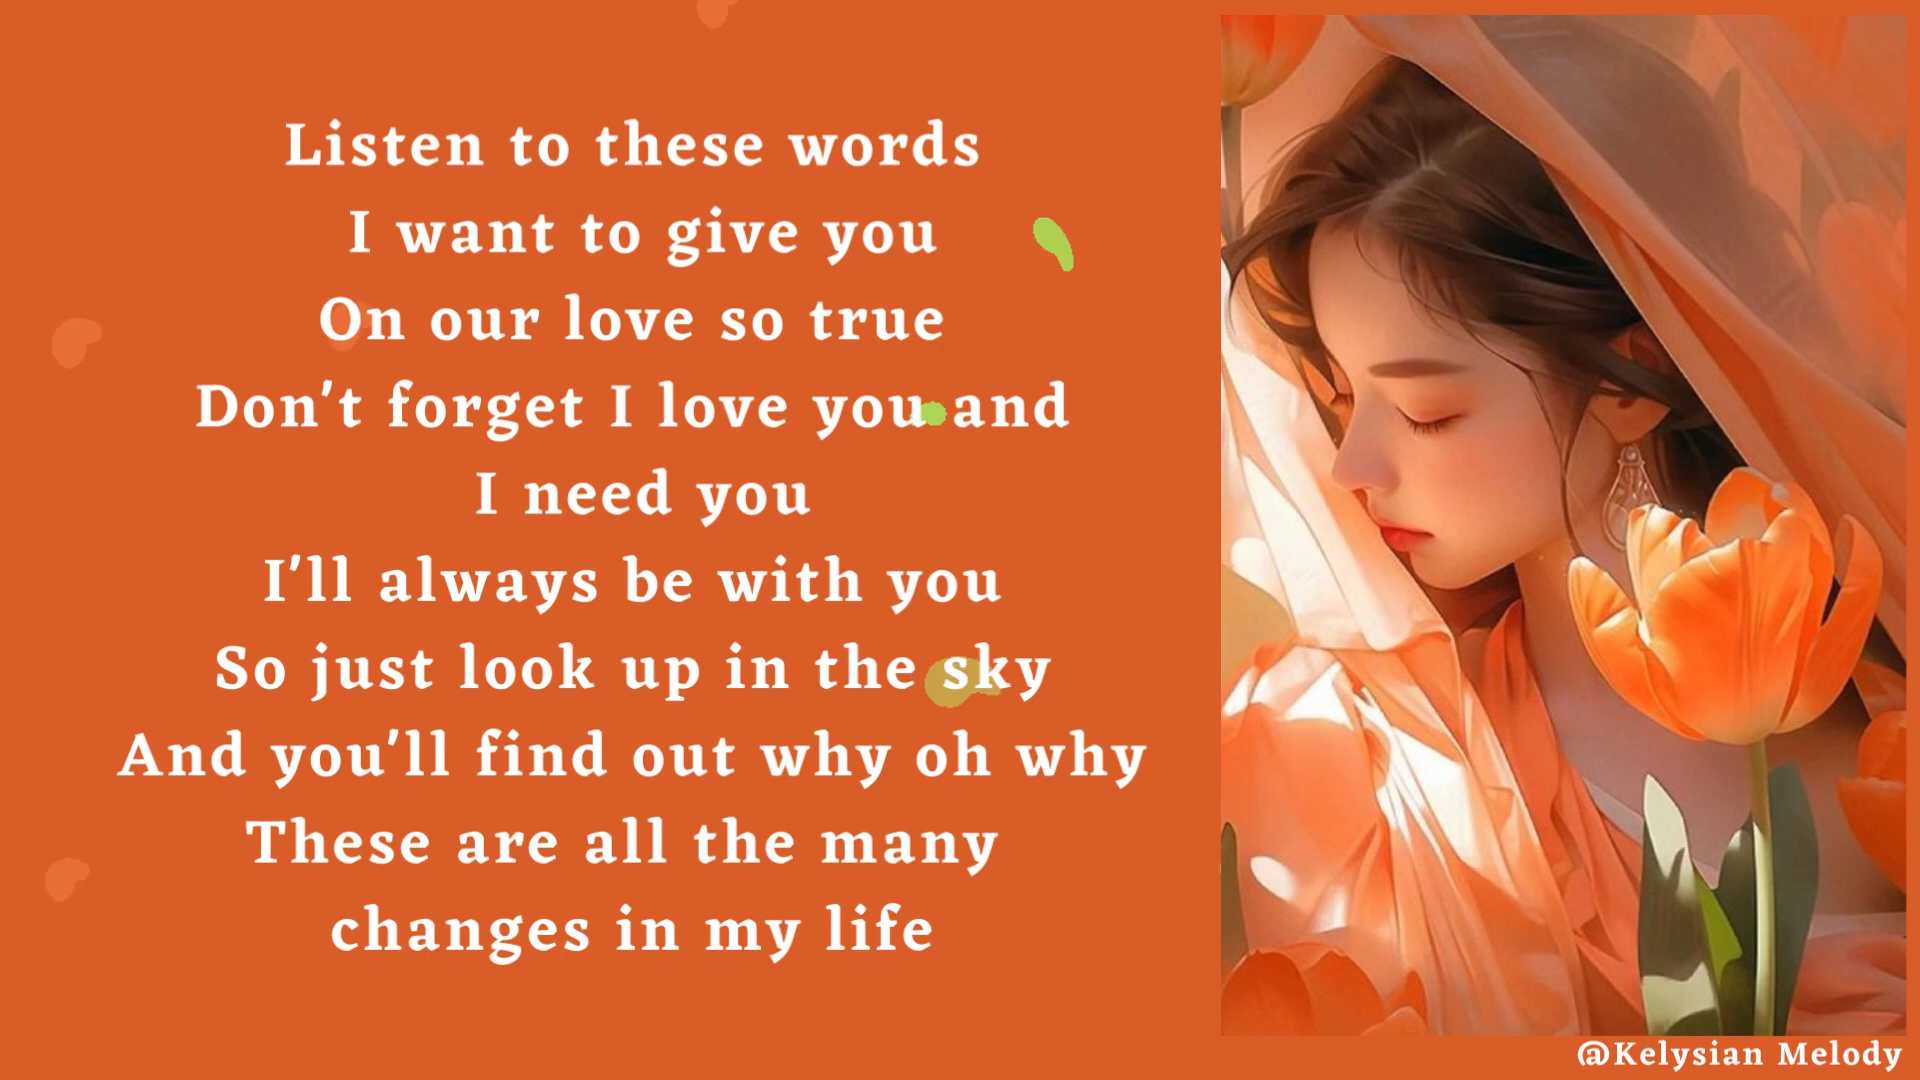 Listen to these words
I want to give you
On our love so true
Don't forget I love you and
I need you
I'll always be with you
So just look up in the sky
And you'll find out why oh why
These are all the many
changes in my life
@Kelysian Melody